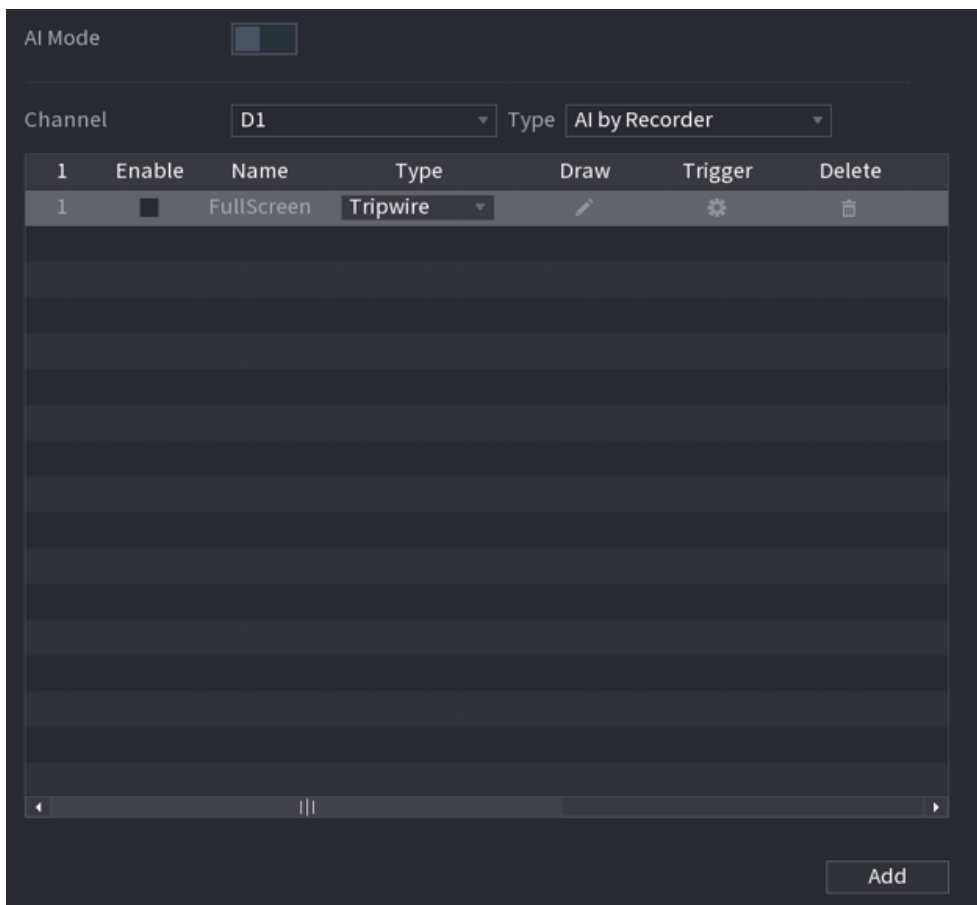 AI Mode
Channel D1 Type AI by Recorder
1 Enable Name Type Draw Trigger Delete
1 FullScreen Tripwire
Add